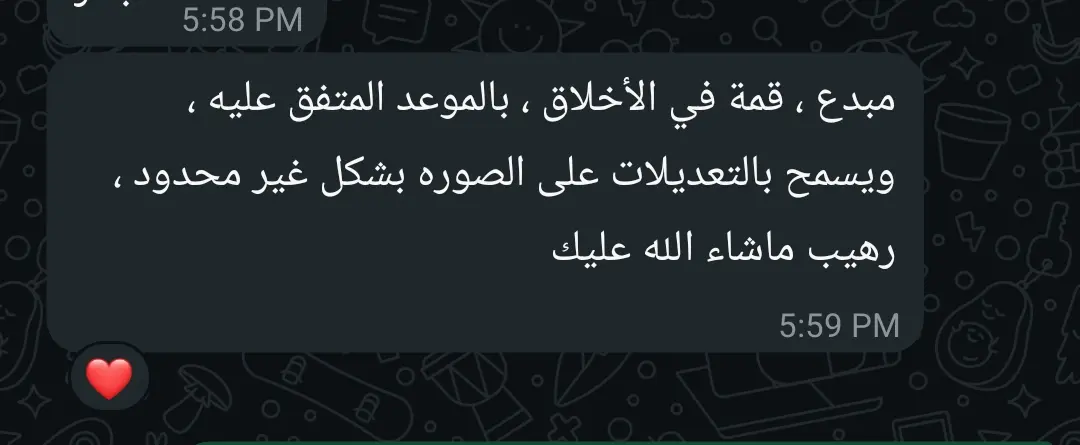 5:58 PM
مبدع ، قمة في الأخلاق ، بالموعد المتفق عليه ،
ويسمح بالتعديلات على الصوره بشكل غير محدود ،
رهيب ماشاء الله عليك
5:59 PM